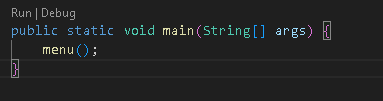 Run | Debug
public static void main(String[] args) {
    menu();
}